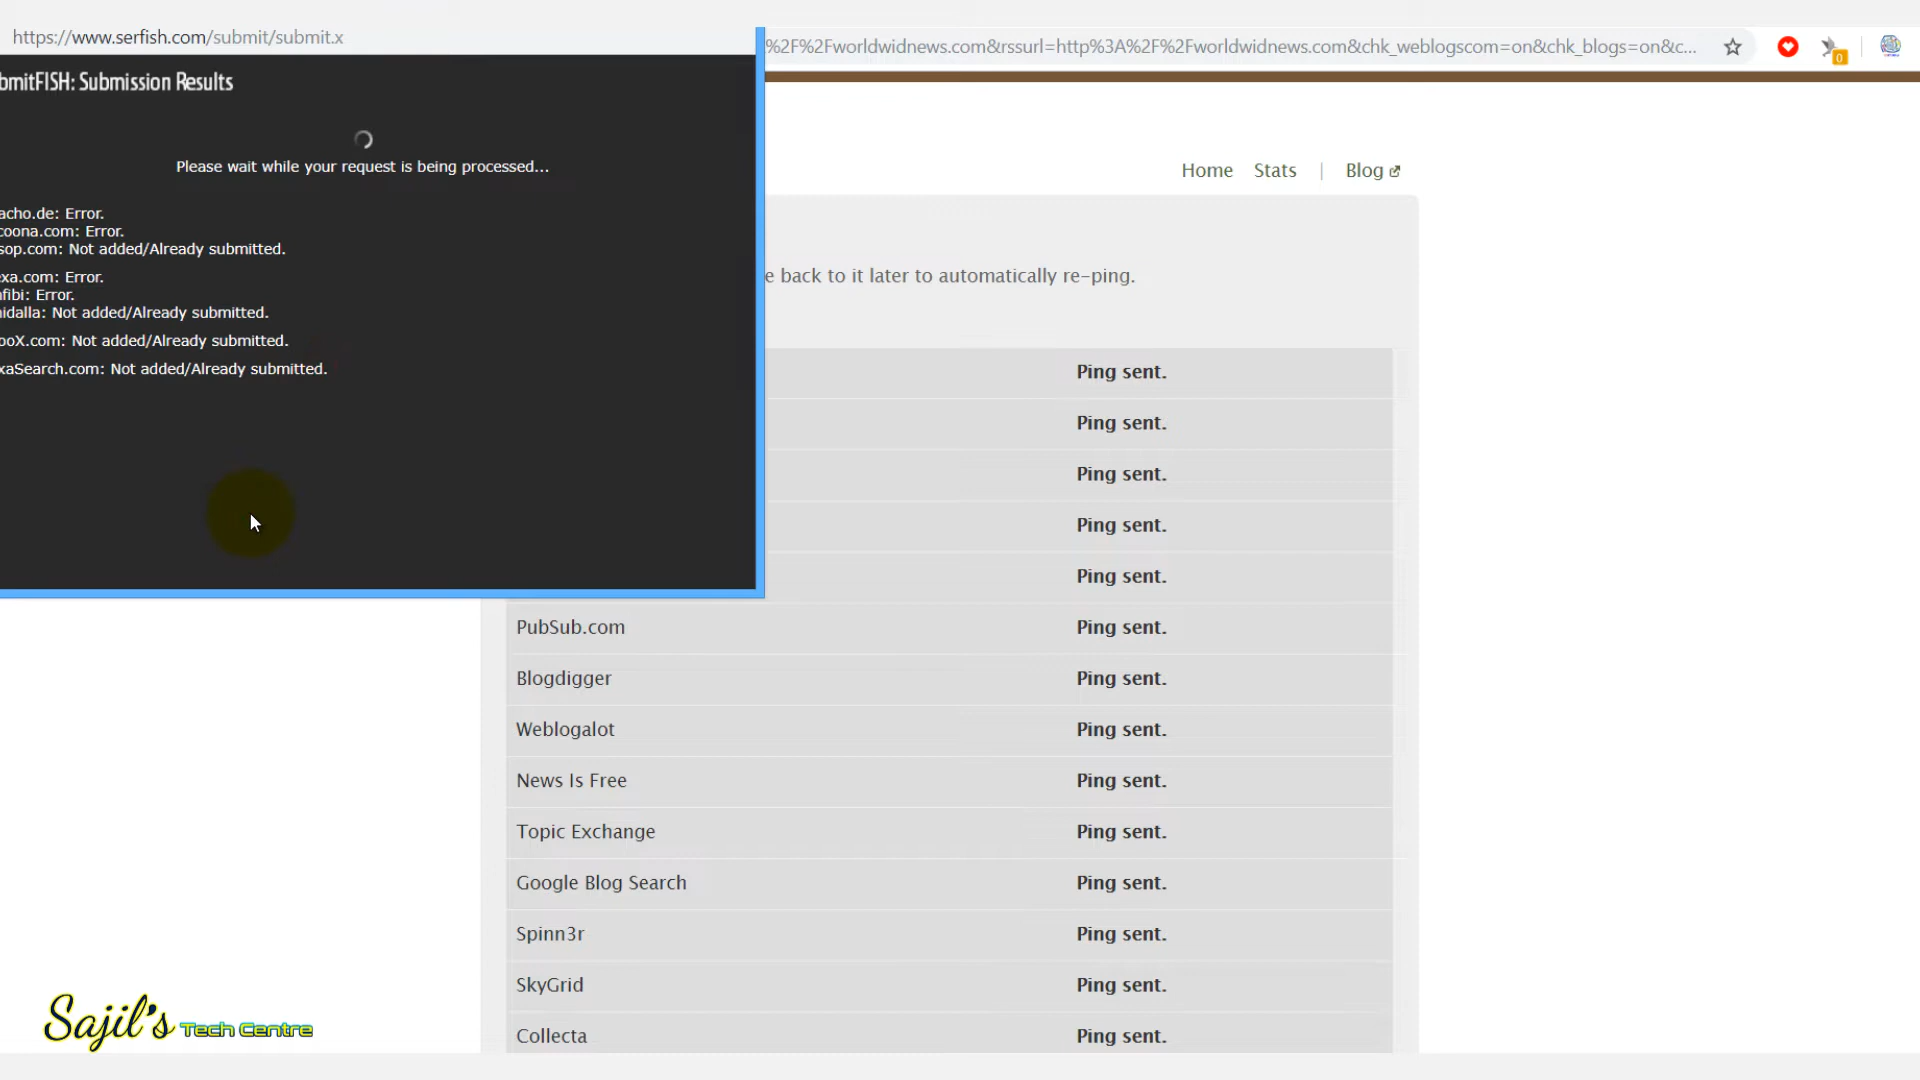 https://www.serfish.com/submit/submit.x
bmitFISH: Submission Results
Please wait while your request is being processed...
acho.de: Error.
coona.com: Error.
sop.com: Not added/Already submitted.
exa.com: Error.
nfibi: Error.
nidalla: Not added/Already submitted.
ooX.com: Not added/Already submitted.
xaSearch.com: Not added/Already submitted.
%2F%2Fworldwidnews.com&rssurl=http%3A%2F%2Fworldwidnews.com&chk_weblogscom=on&chk_blogs=on&c...
0
Home Stats | Blog
e back to it later to automatically re-ping.
Ping sent.
Ping sent.
Ping sent.
Ping sent.
Ping sent.
PubSub.com Ping sent.
Blogdigger Ping sent.
Weblogalot Ping sent.
News Is Free Ping sent.
Topic Exchange Ping sent.
Google Blog Search Ping sent.
Spinn3r Ping sent.
SkyGrid Ping sent.
Collecta Ping sent.
Sajil's Tech Centre